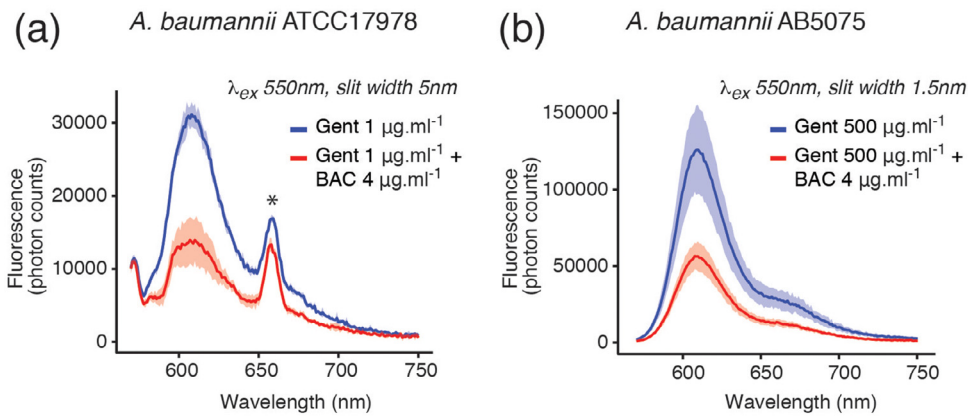 (a)
A. baumannii ATCC17978
λex 550nm, slit width 5nm
Gent 1 µg.ml-1
Gent 1 µg.ml-1 +
BAC 4 µg.ml-1
*
Fluorescence
(photon counts)
30000
20000
10000
0
600
650
700
750
Wavelength (nm)
(b)
A. baumannii AB5075
λex 550nm, slit width 1.5nm
Gent 500 µg.ml-1
Gent 500 µg.ml-1 +
BAC 4 µg.ml-1
Fluorescence
(photon counts)
150000
100000
50000
0
600
650
700
750
Wavelength (nm)